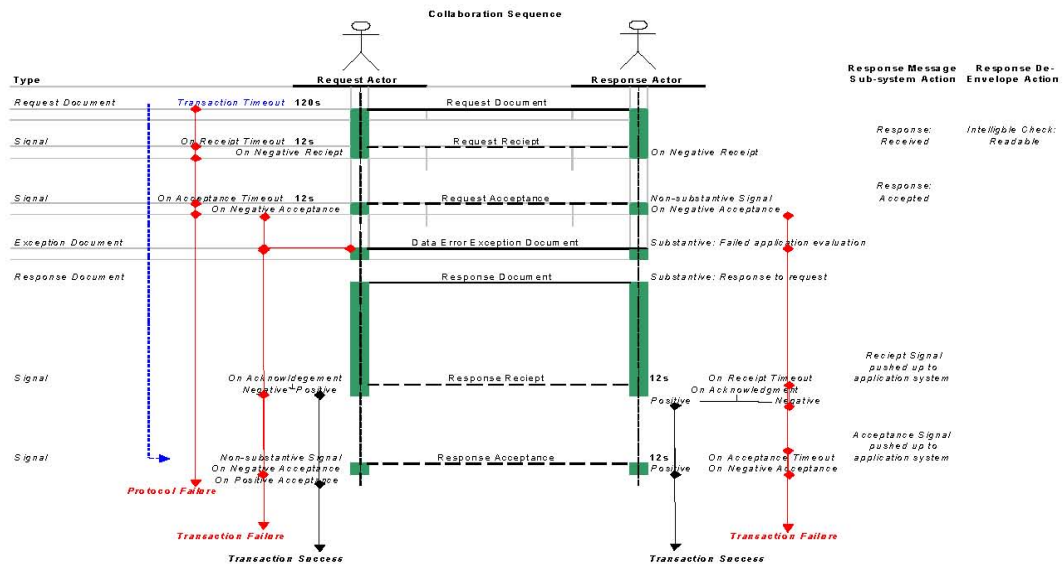 Collaboration Sequence
Type
Request Actor
Response Actor
Response Message
Sub-system Action
Response De-
Envelope Action
Request Document
Transaction Timeout 120s
Request Document
Signal
On Receipt Timeout 12s
On Negative Reciept
Request Reciept
On Negative Receipt
Response:
Received
Intelligble Check:
Readable
Signal
On Acceptance Timeout 12s
On Negative Acceptance
Request Acceptance
Non-substantive Signal
On Negative Acceptance
Response:
Accepted
Exception Document
Data Error Exception Document
Substantive: Failed application evaluation
Response Document
Response Document
Substantive: Response to request
Signal
On Acknowldegement
Negative Positive
Response Reciept
12s
On Receipt Timeout
On Acknowledgment
Positive
Negative
Reciept Signal
pushed up to
application system
Signal
Non-substantive Signal
On Negative Acceptance
On Positive Acceptance
Response Acceptance
12s
Positive
On Acceptance Timeout
On Negative Acceptance
Acceptance Signal
pushed up to
application system
Protocol Failure
Transaction Failure
Transaction Failure
Transaction Success
Transaction Success